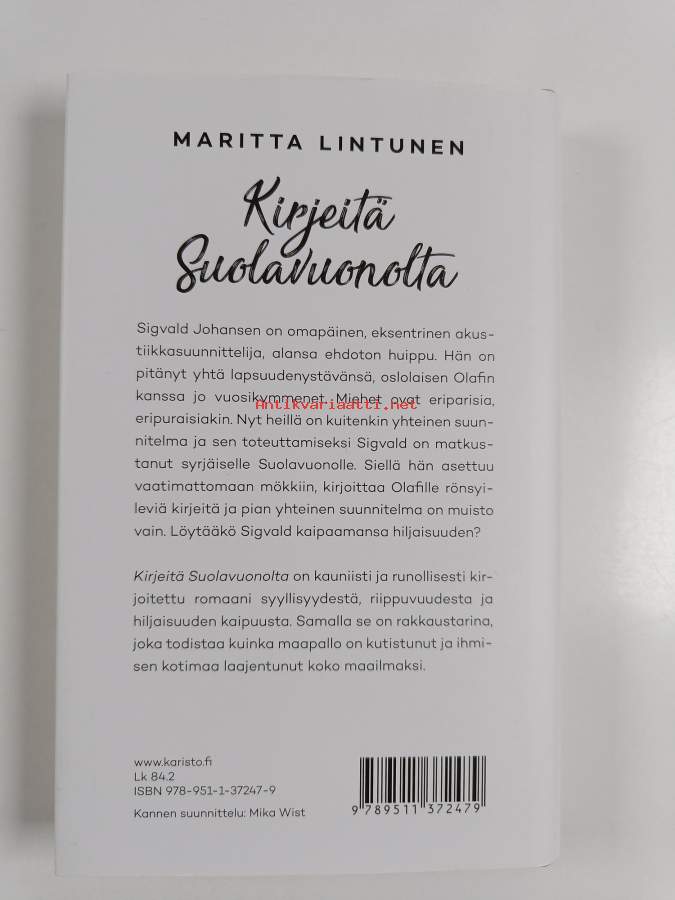 MARITTA LINTUNEN
Kirjeitä
Suolavuonolta
Sigvald Johansen on omapäinen, eksentrinen akus-
tiikkasuunnittelija, alansa ehdoton huippu. Hän on
pitänyt yhtä lapsuudenystävänsä, oslolaisen Olafin
kanssa jo vuosikymmenet. Miehet ovat eriparisia,
Antikvariaatti.net
eripuraisiakin. Nyt heillä on kuitenkin yhteinen suun-
nitelma ja sen toteuttamiseksi Sigvald on matkus-
tanut syrjäiselle Suolavuonolle. Siellä hän asettuu
vaatimattomaan mökkiin, kirjoittaa Olafille rönsyi-
leviä kirjeitä ja pian yhteinen suunnitelma on muisto
vain. Löytääkö Sigvald kaipaamansa hiljaisuuden?
Kirjeitä Suolavuonolta on kauniisti ja runollisesti kir-
joitettu romaani syyllisyydestä, riippuvuudesta ja
hiljaisuuden kaipuusta. Samalla se on rakkaustarina,
joka todistaa kuinka maapallo on kutistunut ja ihmi-
sen kotimaa laajentunut koko maailmaksi.
www.karisto.fi
Lk 84.2
ISBN 978-951-1-37247-9
Kannen suunnittelu: Mika Wist
9 789511 372479